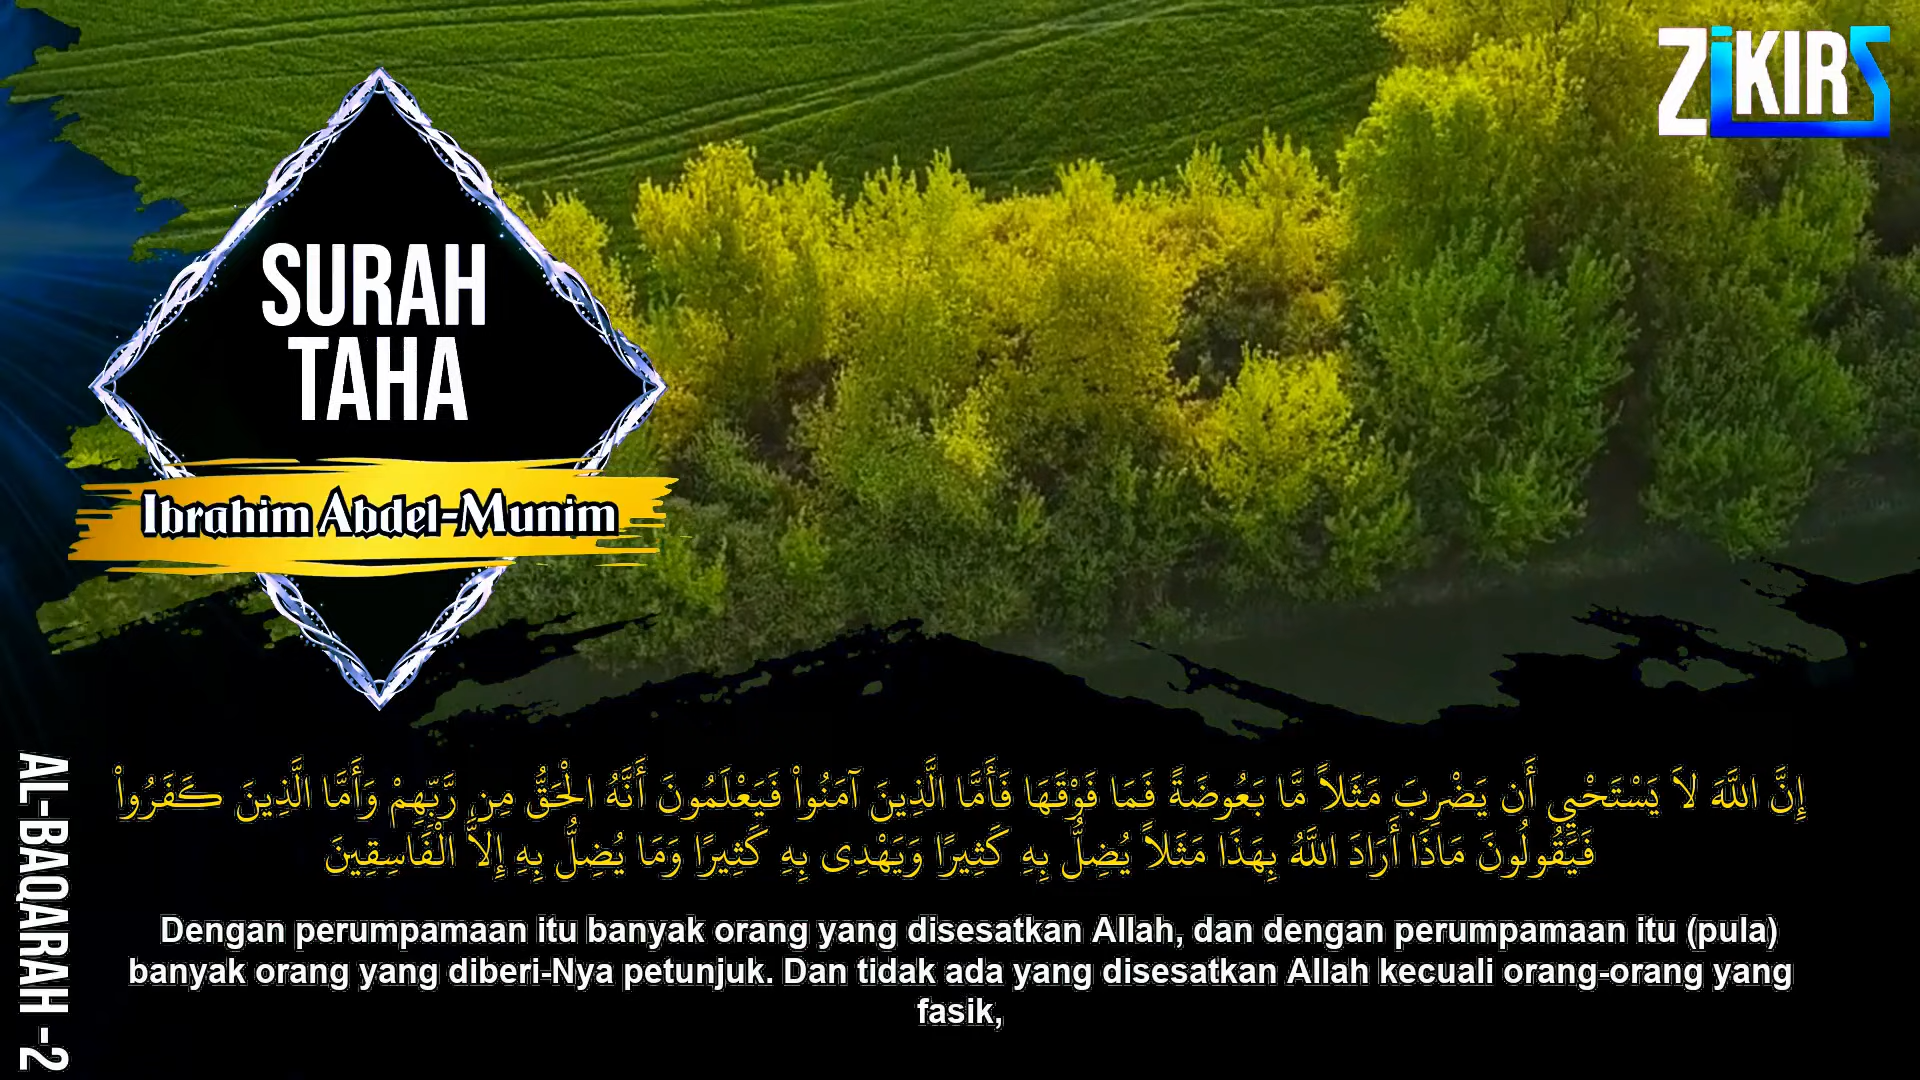 ZiKIRS
SURAH
TAHA
Ibrahim Abdel-Munim
AL-BAQARAH -2
إِنَّ اللَّهَ لاَ يَسْتَحْيِي أَن يَضْرِبَ مَثَلاً مَّا بَعُوضَةً فَمَا فَوْقَهَا فَأَمَّا الَّذِينَ آمَنُواْ فَيَعْلَمُونَ أَنَّهُ الْحَقُّ مِن رَّبِّهِمْ وَأَمَّا الَّذِينَ كَفَرُواْ
فَيَقُولُونَ مَاذَا أَرَادَ اللَّهُ بِهَذَا مَثَلاً يُضِلُّ بِهِ كَثِيرًا وَيَهْدِى بِهِ كَثِيرًا وَمَا يُضِلُّ بِهِ إِلاَّ الْفَاسِقِينَ
Dengan perumpamaan itu banyak orang yang disesatkan Allah, dan dengan perumpamaan itu (pula)
banyak orang yang diberi-Nya petunjuk. Dan tidak ada yang disesatkan Allah kecuali orang-orang yang
fasik,